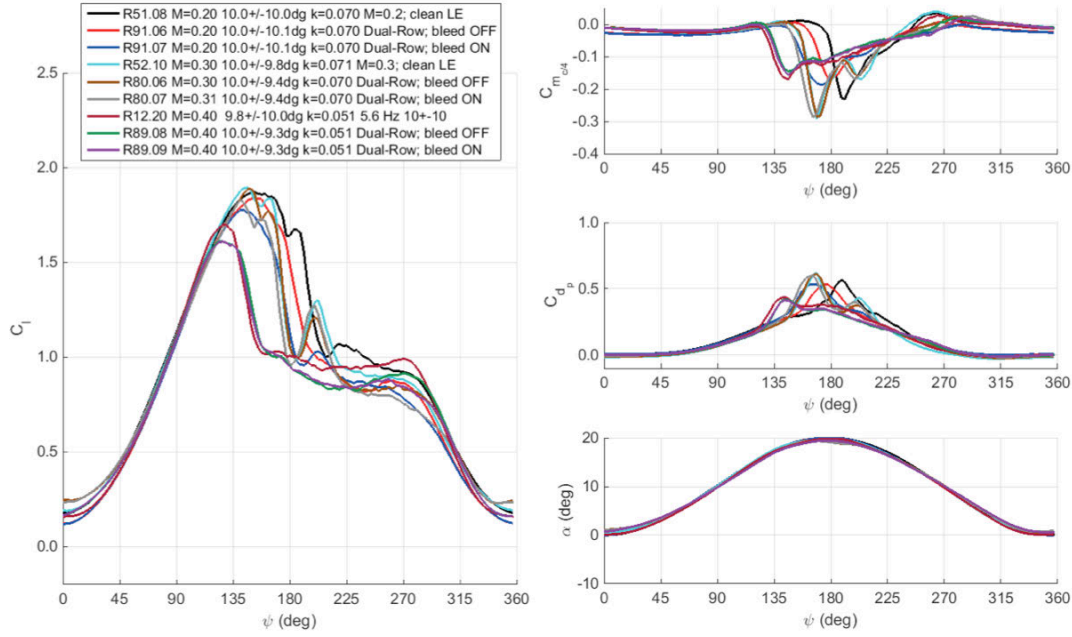 R51.08 M=0.20 10.0+/-10.0dg k=0.070 M=0.2; clean LE
R91.06 M=0.20 10.0+/-10.1dg k=0.070 Dual-Row; bleed OFF
R91.07 M=0.20 10.0+/-10.1dg k=0.070 Dual-Row; bleed ON
R52.10 M=0.30 10.0+/-9.8dg k=0.071 M=0.3; clean LE
R80.06 M=0.30 10.0+/-9.4dg k=0.070 Dual-Row; bleed OFF
R80.07 M=0.31 10.0+/-9.4dg k=0.070 Dual-Row; bleed ON
R12.20 M=0.40 9.8+/-10.0dg k=0.051 5.6 Hz 10+-10
R89.08 M=0.40 10.0+/-9.3dg k=0.051 Dual-Row; bleed OFF
R89.09 M=0.40 10.0+/-9.3dg k=0.051 Dual-Row; bleed ON
2.5
2.0
1.5
1.0
0.5
0.0
C_l
0 45 90 135 180 225 270 315 360
ψ (deg)
0.0
-0.1
-0.2
-0.3
-0.4
C_m_c/4
0 45 90 135 180 225 270 315 360
ψ (deg)
1.0
0.5
0.0
C_d_p
0 45 90 135 180 225 270 315 360
ψ (deg)
20
10
0
-10
α (deg)
0 45 90 135 180 225 270 315 360
ψ (deg)